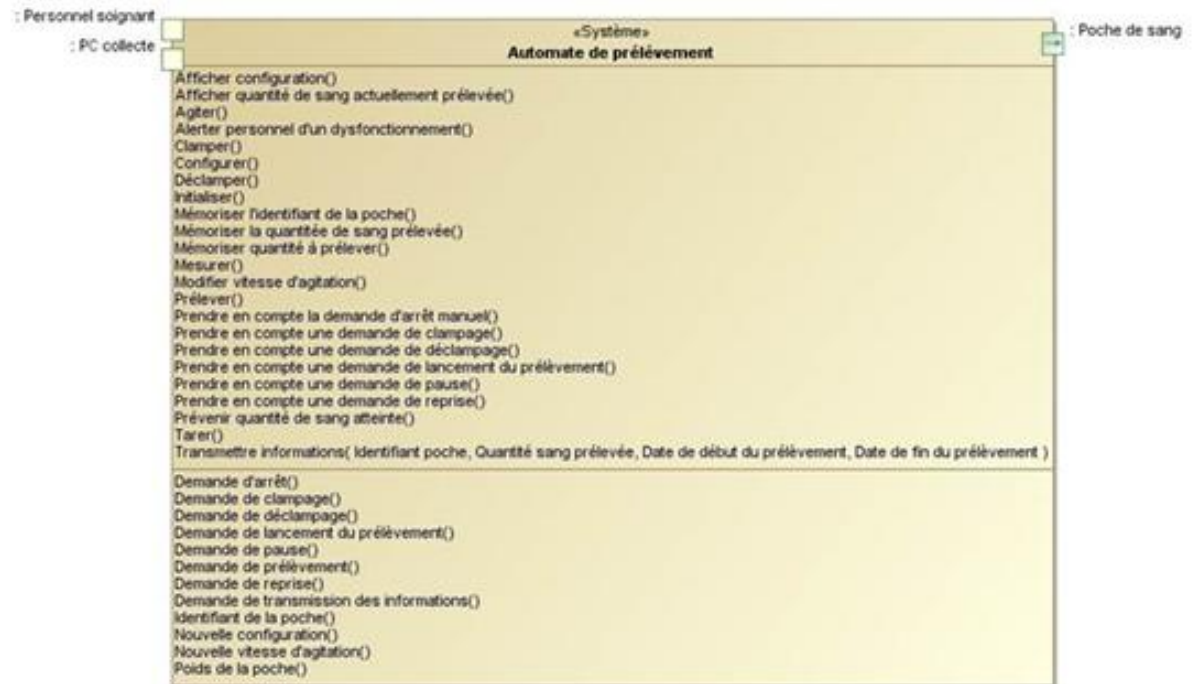 : Personnel soignant
: PC collecte
«Système»
Automate de prélévement
: Poche de sang
Afficher configuration()
Afficher quantité de sang actuellement prélevée()
Agiter()
Alerter personnel d'un dysfonctionnement()
Clamper()
Configurer()
Déclamper()
Initialiser()
Mémoriser l'identifiant de la poche()
Mémoriser la quantitée de sang prélevée()
Mémoriser quantité à prélever()
Mesurer()
Modifier vitesse d'agitation()
Prélever()
Prendre en compte la demande d'arrêt manuel()
Prendre en compte une demande de clampage()
Prendre en compte une demande de déclampage()
Prendre en compte une demande de lancement du prélèvement()
Prendre en compte une demande de pause()
Prendre en compte une demande de reprise()
Prévenir quantité de sang atteinte()
Tarer()
Transmettre informations( Identifiant poche, Quantité sang prélevée, Date de début du prélèvement, Date de fin du prélèvement )
Demande d'arrêt()
Demande de clampage()
Demande de déclampage()
Demande de lancement du prélèvement()
Demande de pause()
Demande de prélèvement()
Demande de reprise()
Demande de transmission des informations()
Identifiant de la poche()
Nouvelle configuration()
Nouvelle vitesse d'agitation()
Poids de la poche()